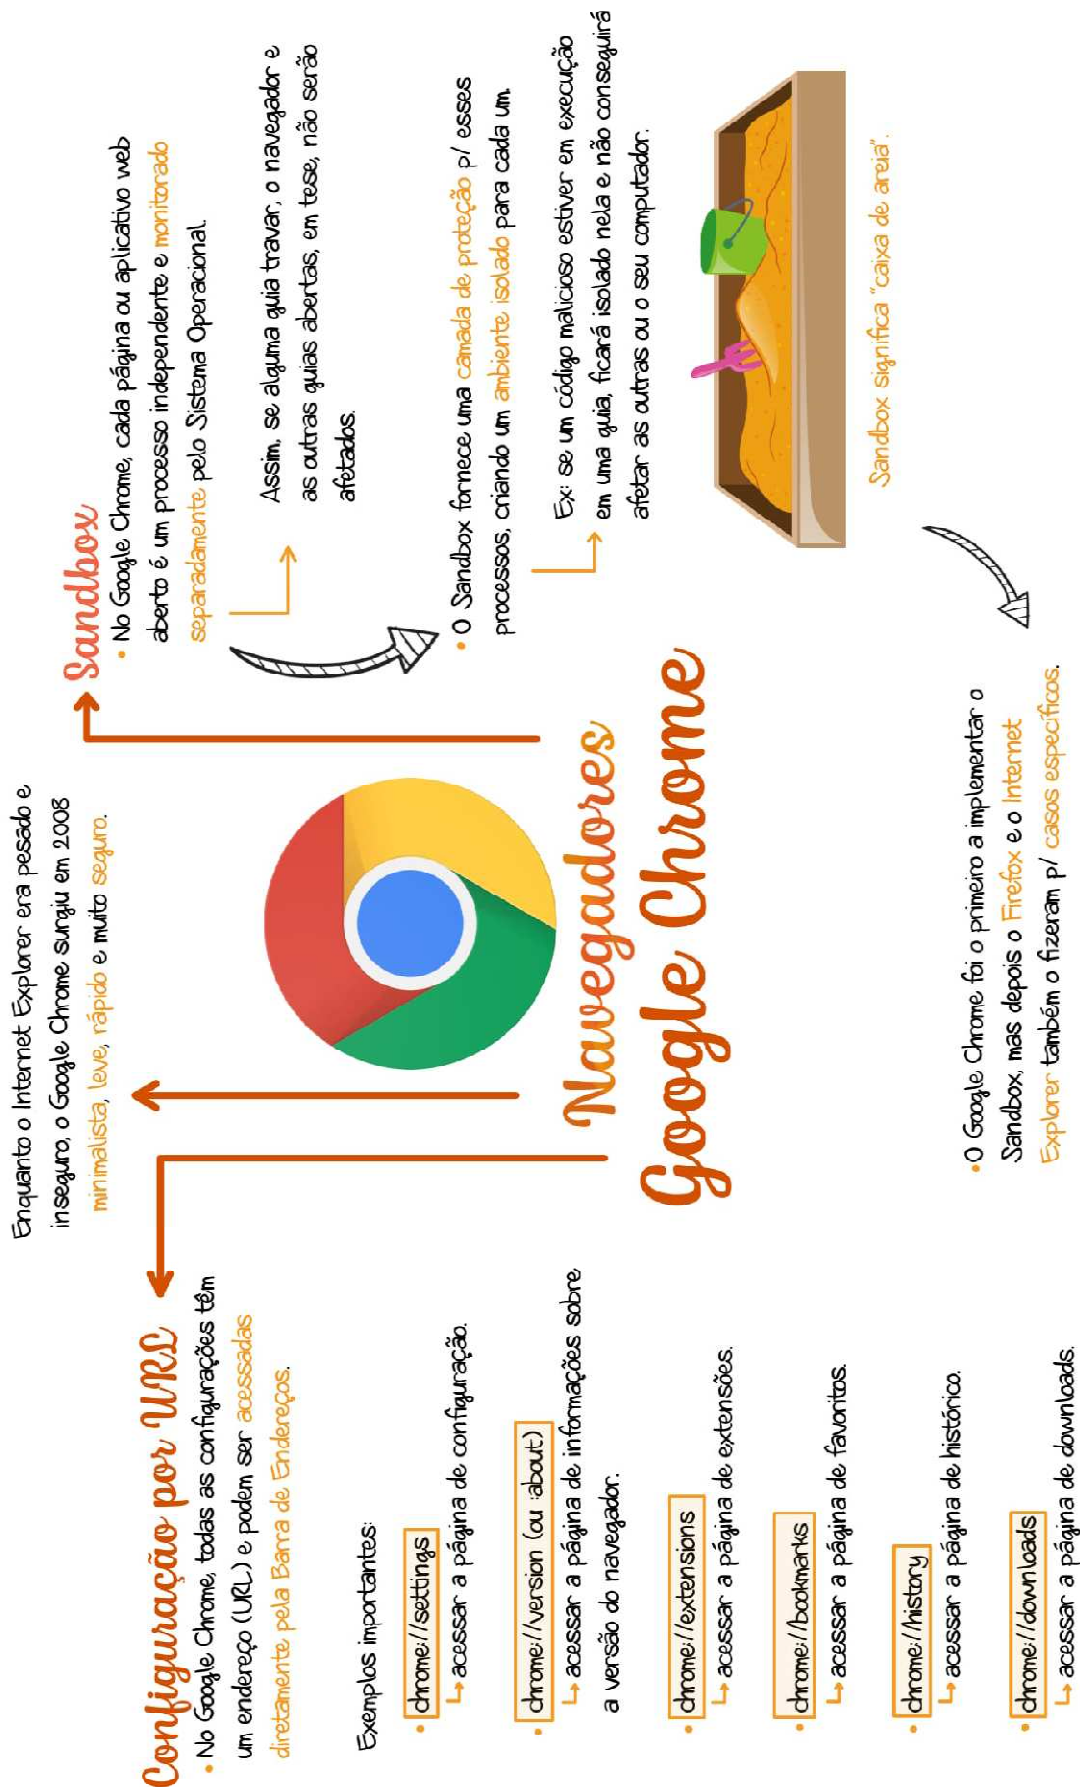 Navegadores
Google Chrome
Enquanto o Internet Explorer era pesado e
inseguro, o Google Chrome surgiu em 2008
minimalista, leve, rápido e muito seguro.
Configuração por URL
• No Google Chrome, todas as configurações têm
um endereço (URL) e podem ser acessadas
diretamente pela Barra de Endereços.
Exemplos importantes:
• chrome://settings
↳ acessar a página de configuração.
• chrome://version (ou :about)
↳ acessar a página de informações sobre
a versão do navegador.
• chrome://extensions
↳ acessar a página de extensões.
• chrome://bookmarks
↳ acessar a página de favoritos.
• chrome://history
↳ acessar a página de histórico.
• chrome://downloads
↳ acessar a página de downloads.
Sandbox
• No Google Chrome, cada página ou aplicativo web
aberto é um processo independente e monitorado
separadamente pelo Sistema Operacional.
Assim, se alguma guia travar, o navegador e
as outras guias abertas, em tese, não serão
afetados.
• O Sandbox fornece uma camada de proteção p/ esses
processos, criando um ambiente isolado para cada um.
Ex: se um código malicioso estiver em execução
em uma guia, ficará isolado nela e não conseguirá
afetar as outras ou o seu computador.
Sandbox significa "caixa de areia".
• O Google Chrome foi o primeiro a implementar o
Sandbox, mas depois o Firefox e o Internet
Explorer também o fizeram p/ casos específicos.